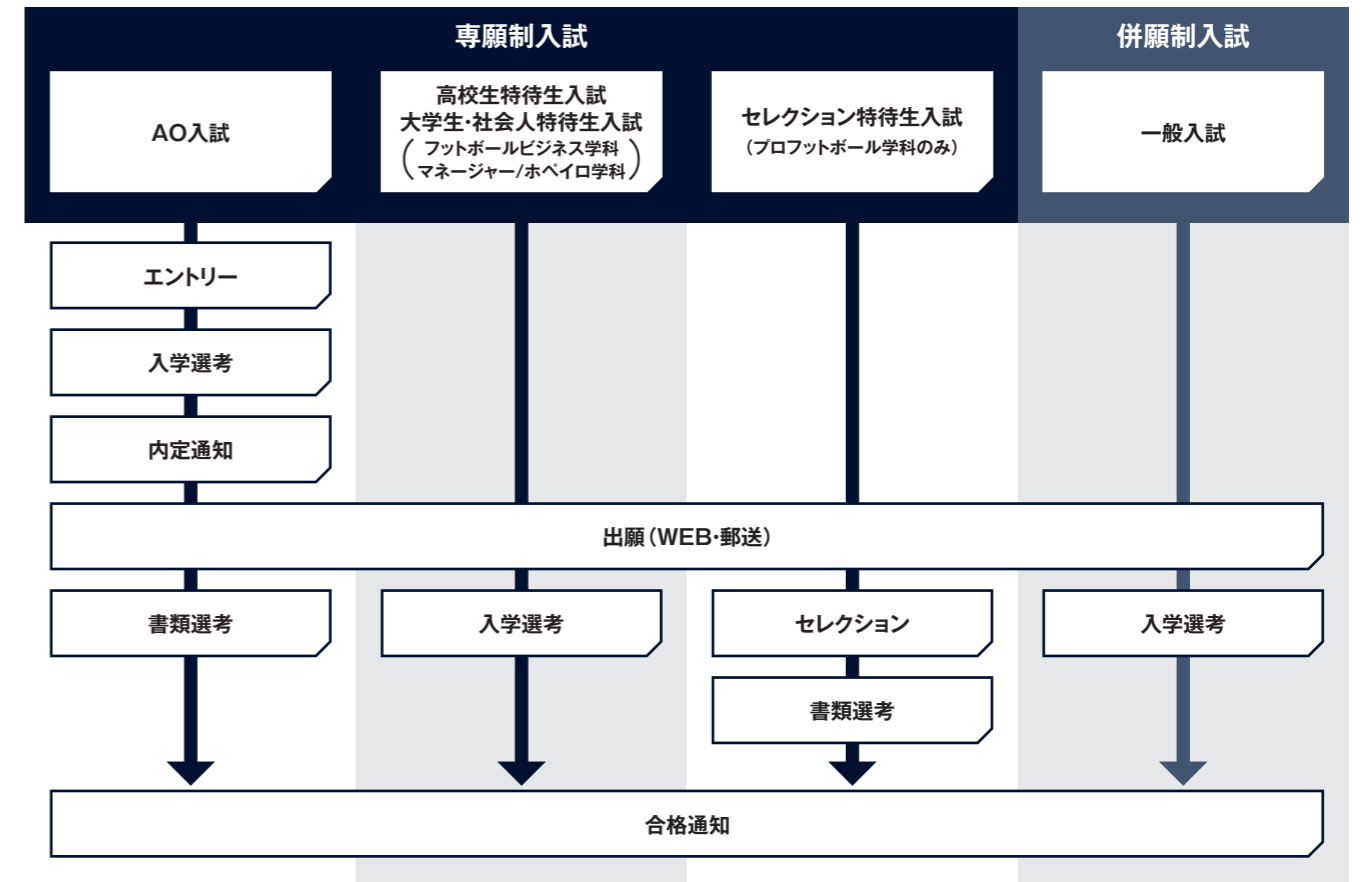 専願制入試
併願制入試
AO入試
高校生特待生入試
大学生・社会人特待生入試
(フットボールビジネス学科
マネージャー/ホペイロ学科)
セレクション特待生入試
(プロフットボール学科のみ)
一般入試
エントリー
入学選考
内定通知
出願(WEB・郵送)
書類選考
入学選考
セレクション
入学選考
書類選考
合格通知